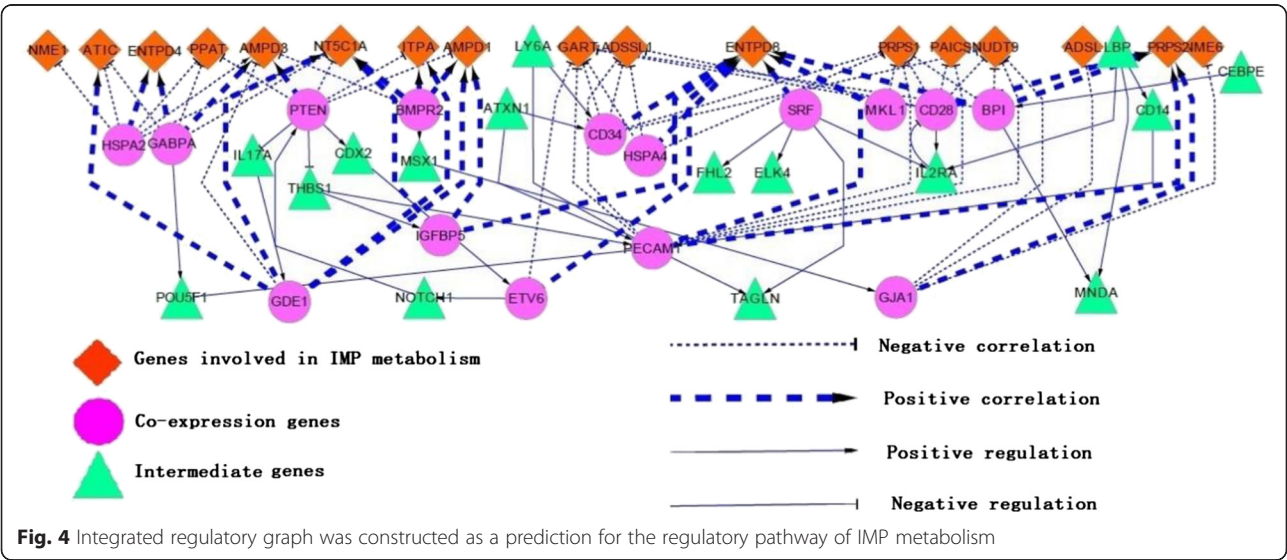 NME1 ATIC ENTPD4 PPAT AMPD3 NT5C1A ITPA AMPD1 LY6A GART ADSSL1 ENTPD8 PRPS1 PAICS NUDT9 ADSL LBP PRPS2 NME6
CEBPE
PTEN BMPR2 ATXN1 SRF MKL1 CD28 BPI CD14
HSPA2 GABPA CD34
IL17A CDX2 MSX1 HSPA4
THBS1 FHL2 ELK4 IL2RA
IGFBP5 PECAM1
POU5F1 GDE1 NOTCH1 ETV6 TAGLN GJA1 MNDA
Genes involved in IMP metabolism
Co-expression genes
Intermediate genes
Negative correlation
Positive correlation
Positive regulation
Negative regulation
Fig. 4 Integrated regulatory graph was constructed as a prediction for the regulatory pathway of IMP metabolism